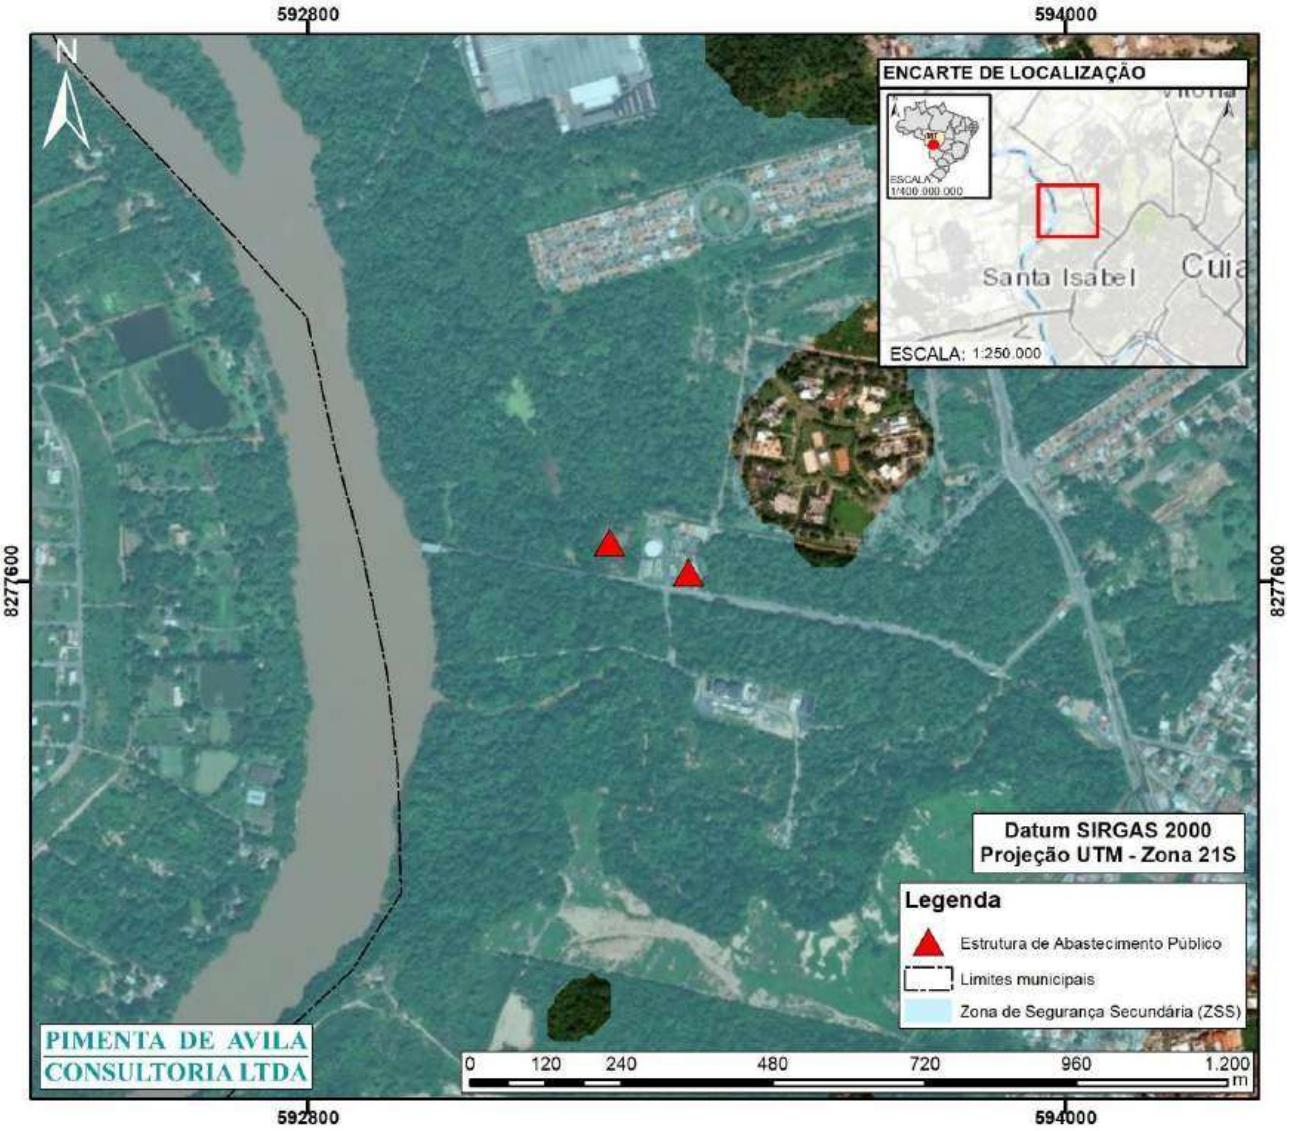 592800
594000
N
ENCARTE DE LOCALIZAÇÃO
MT
ESCALA:
1/400.000.000
Santa Isabel
ESCALA: 1:250.000
8277600
8277600
Datum SIRGAS 2000
Projeção UTM - Zona 21S
Legenda
Estrutura de Abastecimento Público
Limites municipais
Zona de Segurança Secundária (ZSS)
PIMENTA DE AVILA
CONSULTORIA LTDA
0 120 240 480 720 960 1.200
m
592800
594000